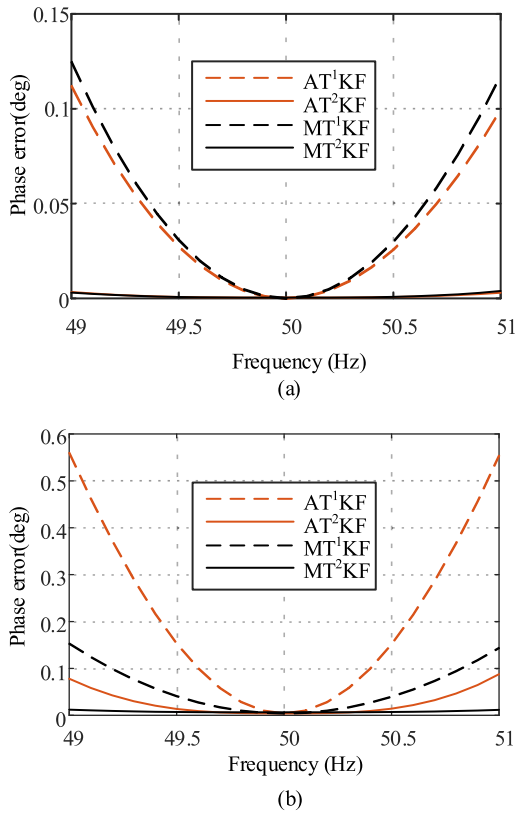 0.15
0.1
0.05
0
Phase error(deg)
AT¹KF
AT²KF
MT¹KF
MT²KF
49 49.5 50 50.5 51
Frequency (Hz)
(a)
0.6
0.5
0.4
0.3
0.2
0.1
0
Phase error(deg)
AT¹KF
AT²KF
MT¹KF
MT²KF
49 49.5 50 50.5 51
Frequency (Hz)
(b)